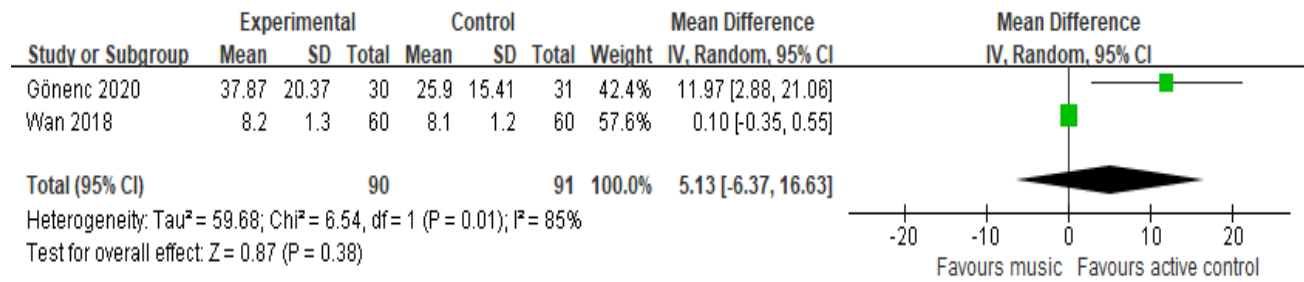 Experimental Control Mean Difference Mean Difference
Study or Subgroup Mean SD Total Mean SD Total Weight IV, Random, 95% CI IV, Random, 95% CI
Gönenc 2020 37.87 20.37 30 25.9 15.41 31 42.4% 11.97 [2.88, 21.06]
Wan 2018 8.2 1.3 60 8.1 1.2 60 57.6% 0.10 [-0.35, 0.55]
Total (95% CI) 90 91 100.0% 5.13 [-6.37, 16.63]
Heterogeneity: Tau² = 59.68; Chi² = 6.54, df = 1 (P = 0.01); I² = 85%
Test for overall effect: Z = 0.87 (P = 0.38)
-20 -10 0 10 20
Favours music Favours active control